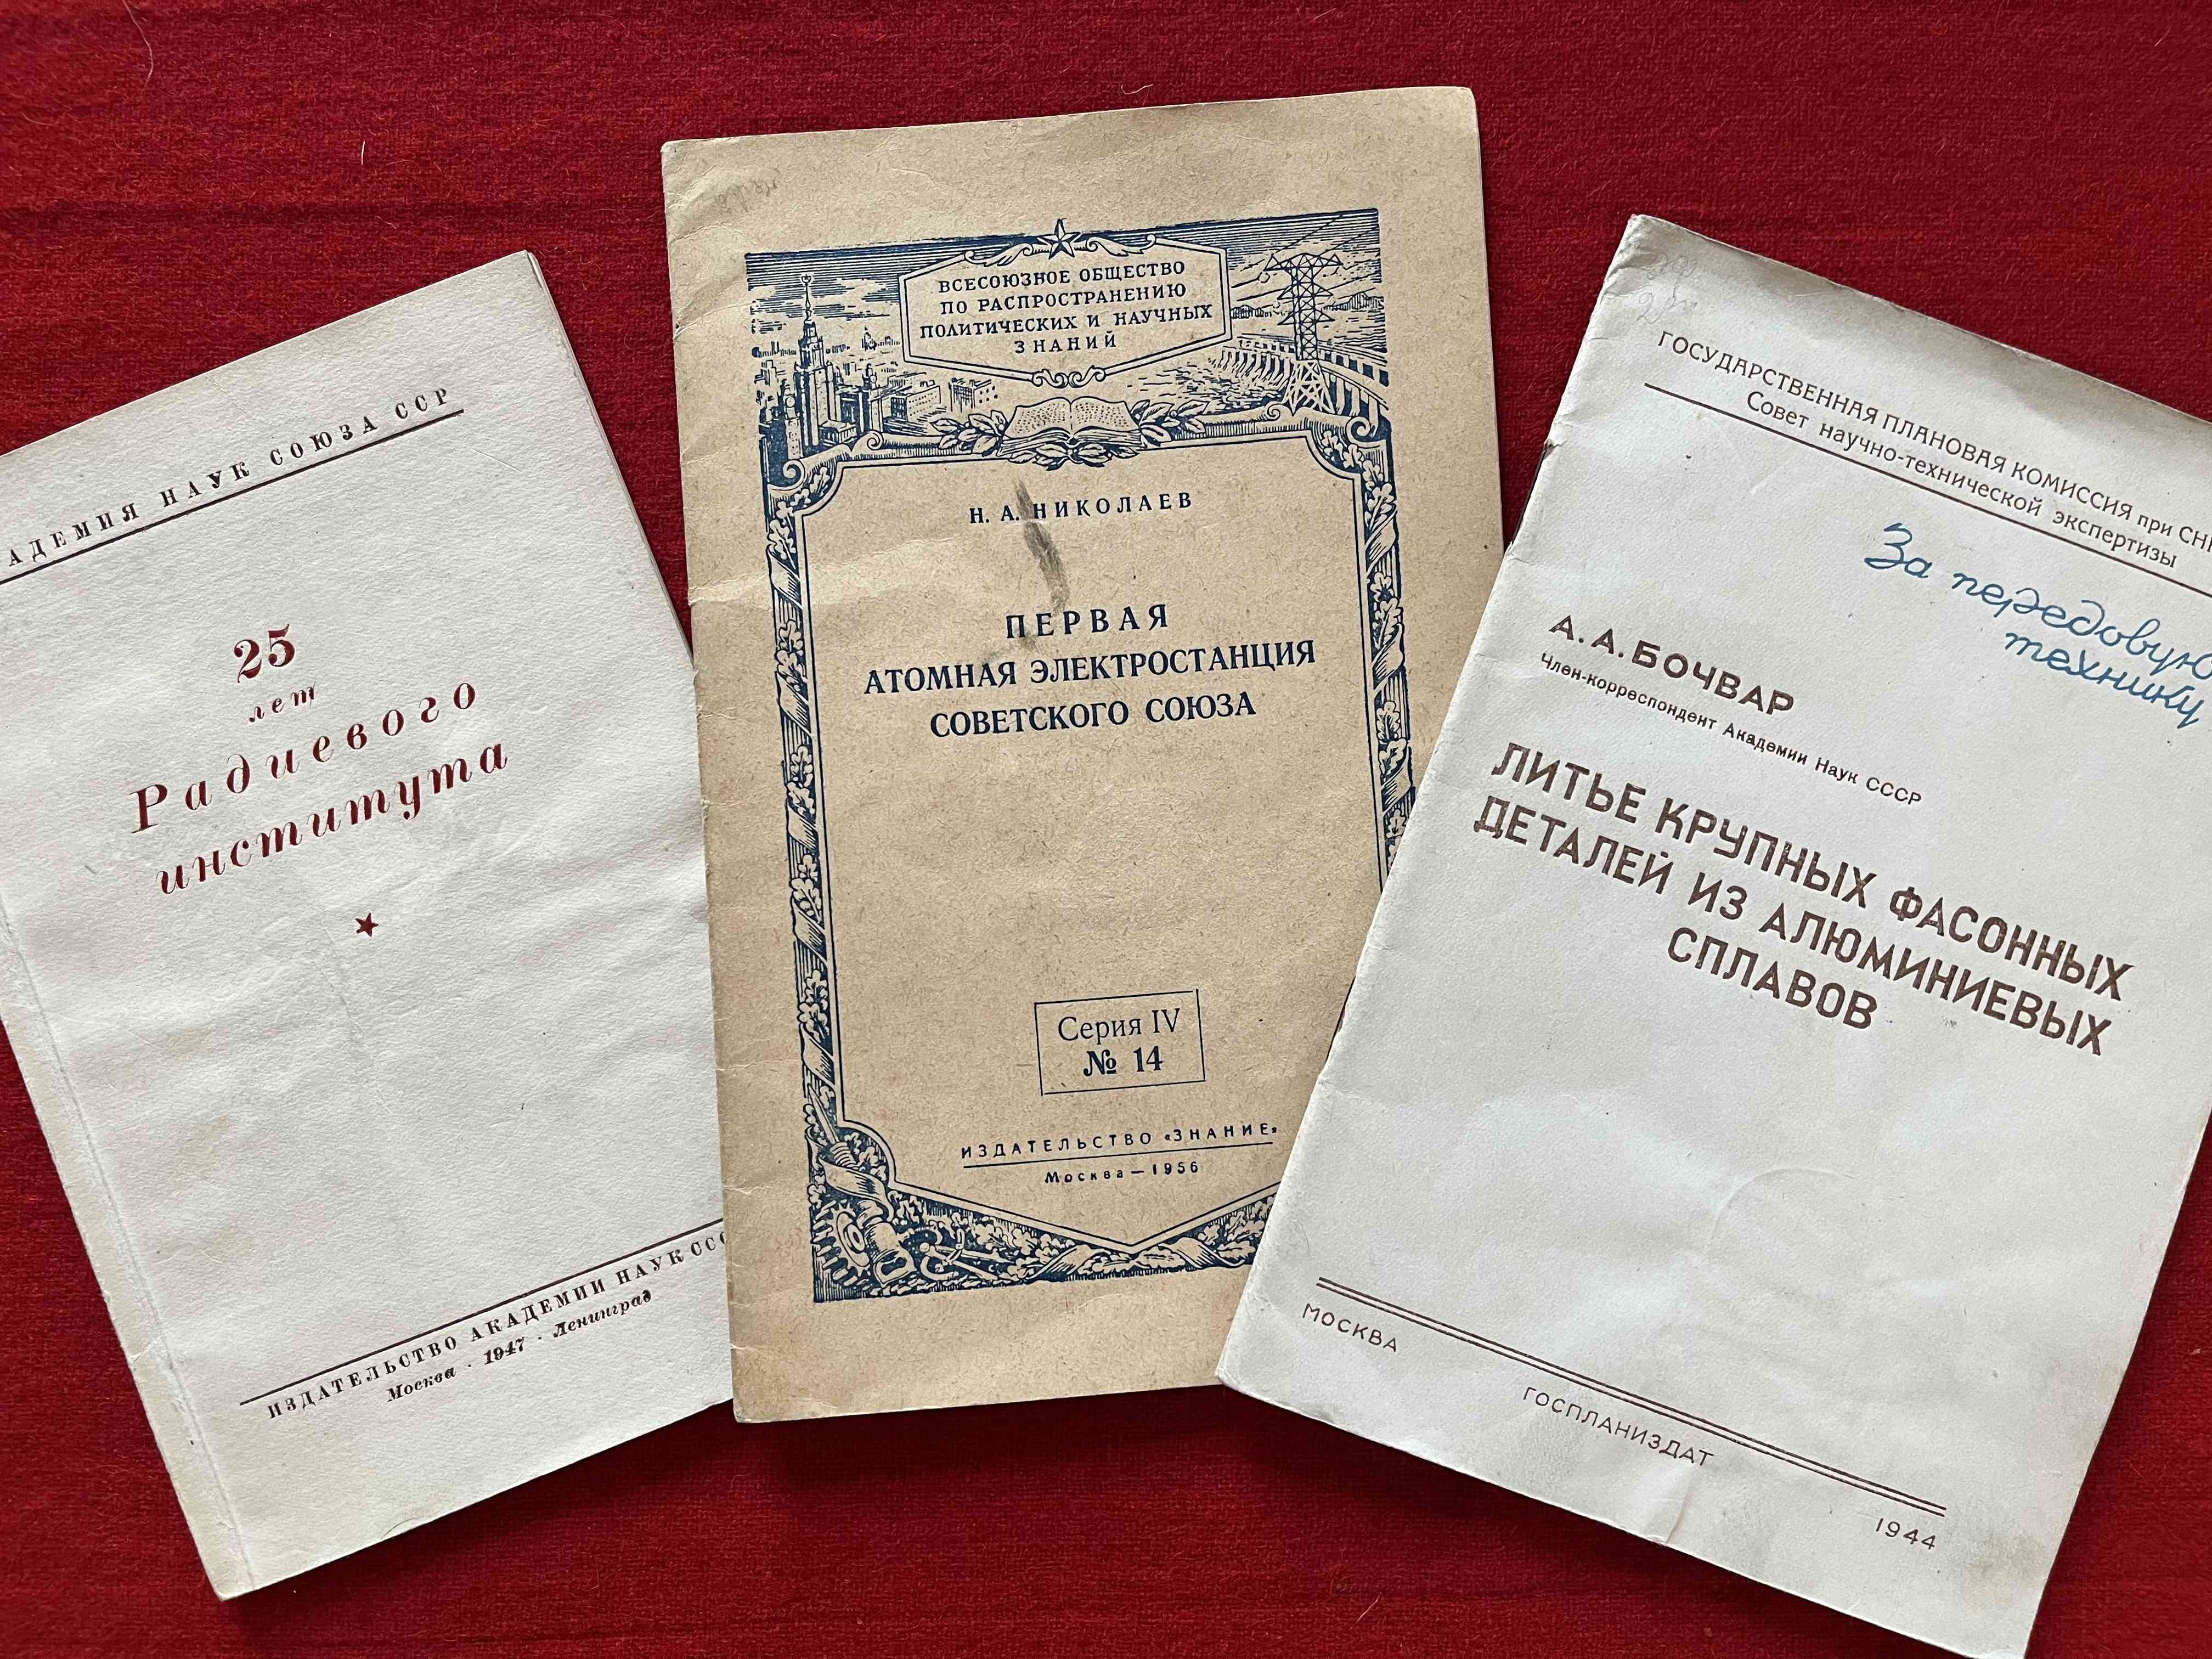 АДЕМИЯ НАУК СОЮЗА ССР
25
лет
Радиевого
института
ИЗДАТЕЛЬСТВО АКАДЕМИИ НАУК ССС
Москва · 1947 · Ленинград
ВСЕСОЮЗНОЕ ОБЩЕСТВО
ПО РАСПРОСТРАНЕНИЮ
ПОЛИТИЧЕСКИХ И НАУЧНЫХ
ЗНАНИЙ
Н. А. НИКОЛАЕВ
ПЕРВАЯ
АТОМНАЯ ЭЛЕКТРОСТАНЦИЯ
СОВЕТСКОГО СОЮЗА
Серия IV
№ 14
ИЗДАТЕЛЬСТВО «ЗНАНИЕ»
Москва — 1956
ГОСУДАРСТВЕННАЯ ПЛАНОВАЯ КОМИССИЯ при СНК
Совет научно-технической экспертизы
За передовую
технику
А. А. БОЧВАР
Член-корреспондент Академии Наук СССР
ЛИТЬЕ КРУПНЫХ ФАСОННЫХ
ДЕТАЛЕЙ ИЗ АЛЮМИНИЕВЫХ
СПЛАВОВ
МОСКВА
ГОСПЛАНИЗДАТ
1944